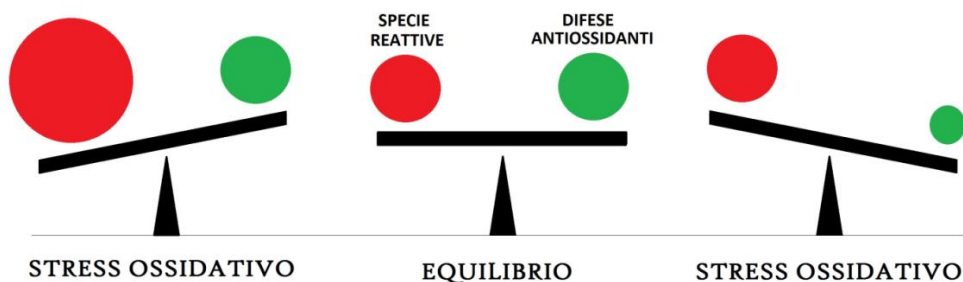 SPECIE
REATTIVE
DIFESE
ANTIOSSIDANTI
STRESS OSSIDATIVO
EQUILIBRIO
STRESS OSSIDATIVO